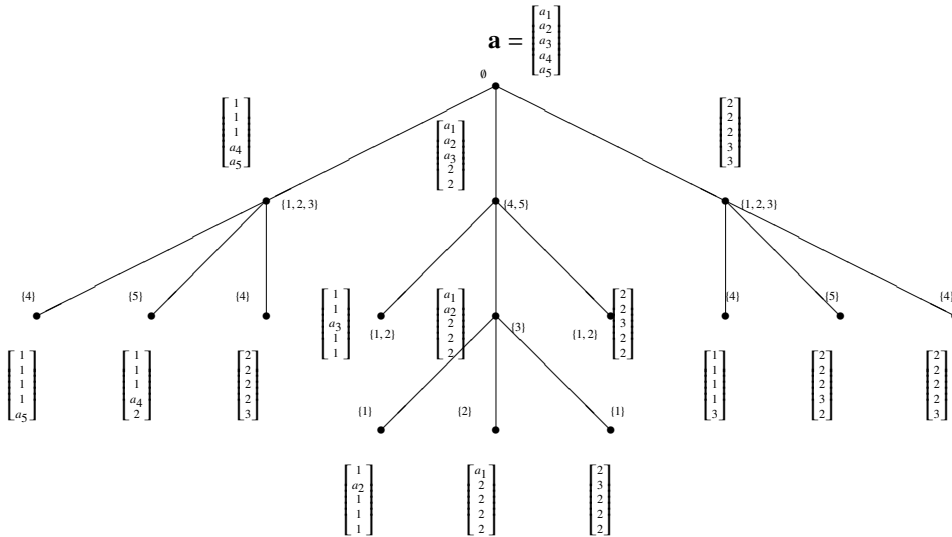 a = [a1 a2 a3 a4 a5]
∅
[1 1 1 a4 a5]
[a1 a2 a3 2 2]
[2 2 2 3 3]
{1, 2, 3}
{4, 5}
{1, 2, 3}
{4}
{5}
{4}
[1 1 a3 1 1]
{1, 2}
[a1 a2 2 2 2]
{3}
{1, 2}
[2 2 3 2 2]
{4}
{5}
{4}
[1 1 1 1 a5]
[1 1 1 a4 2]
[2 2 2 2 3]
[1 1 1 1 3]
[2 2 2 3 2]
[2 2 2 2 3]
{1}
{2}
{1}
[1 a2 1 1 1]
[a1 2 2 2 2]
[2 3 2 2 2]